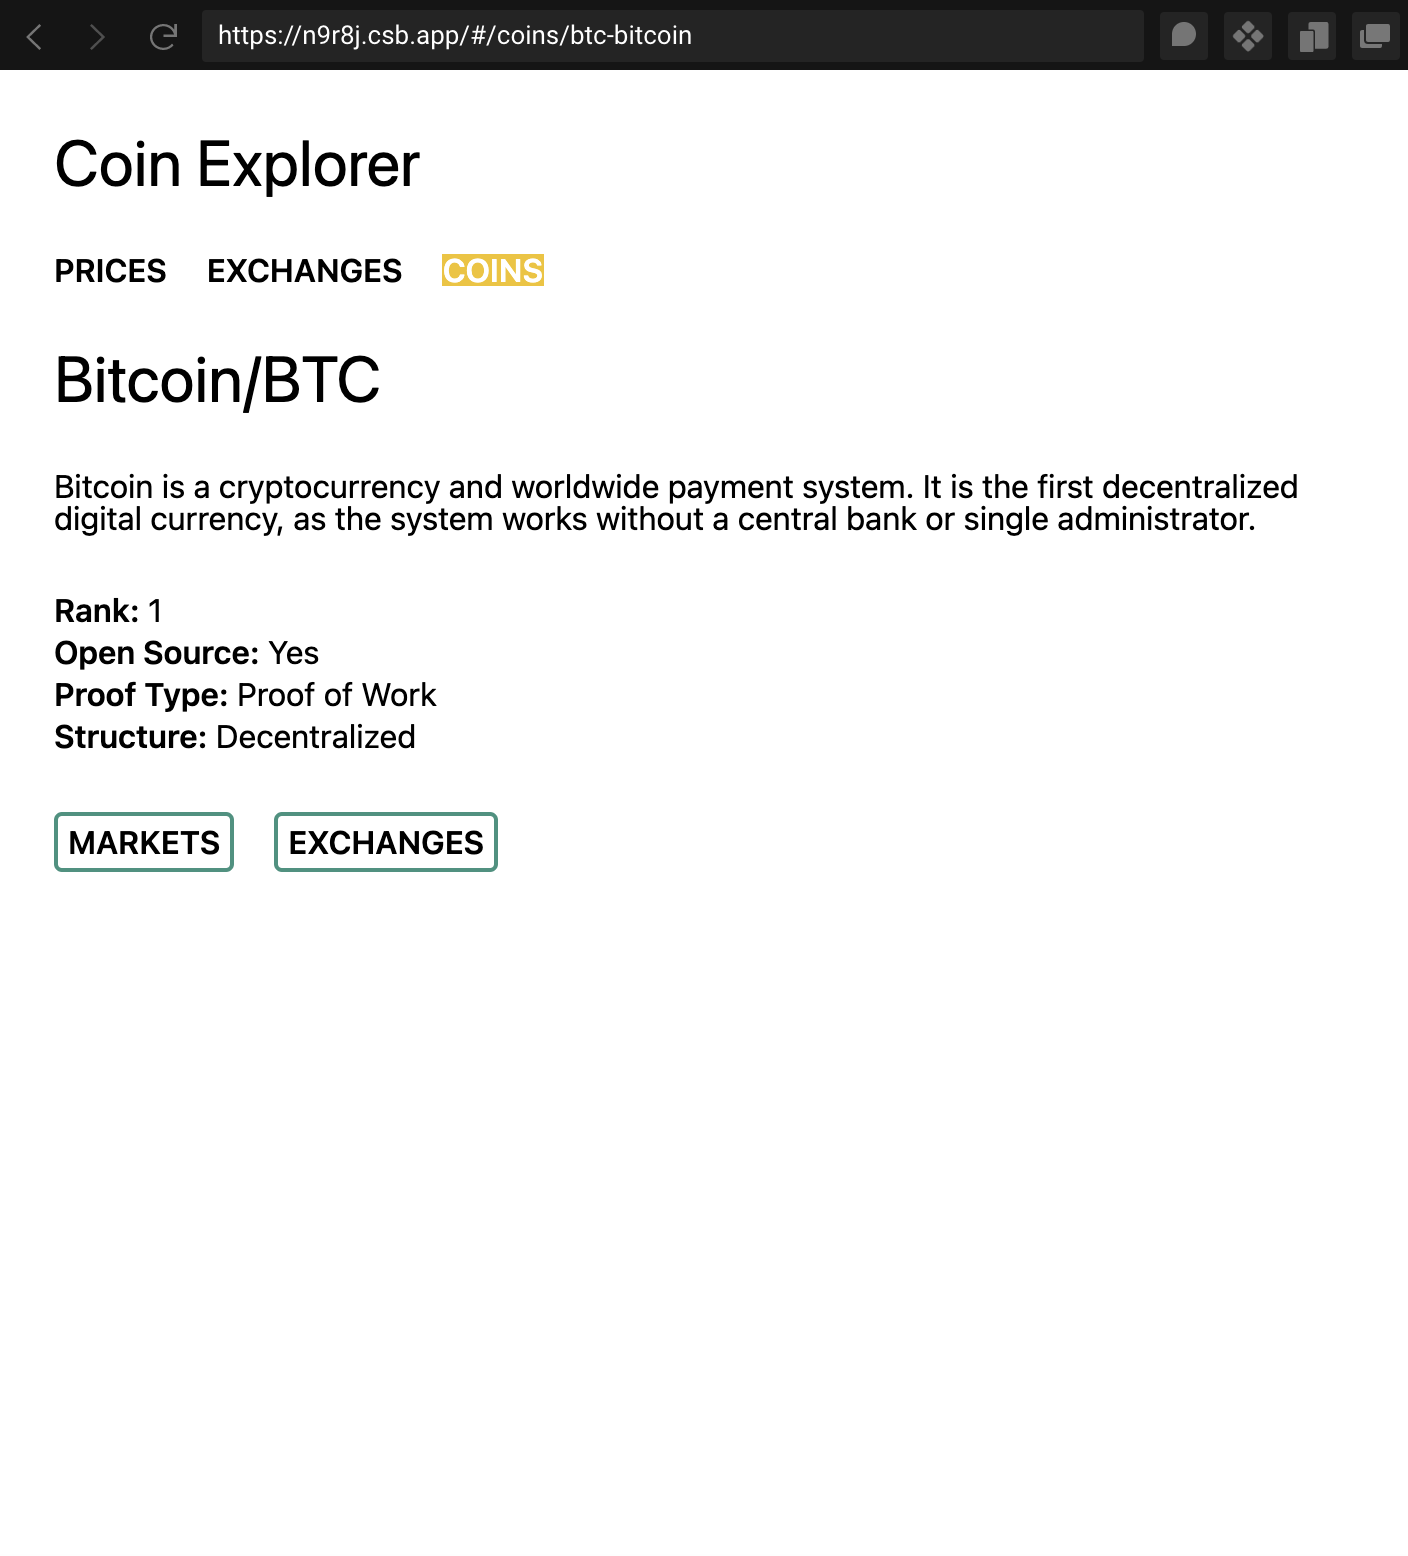 https://n9r8j.csb.app/#/coins/btc-bitcoin
Coin Explorer
PRICES EXCHANGES COINS
Bitcoin/BTC
Bitcoin is a cryptocurrency and worldwide payment system. It is the first decentralized
digital currency, as the system works without a central bank or single administrator.
Rank: 1
Open Source: Yes
Proof Type: Proof of Work
Structure: Decentralized
MARKETS EXCHANGES